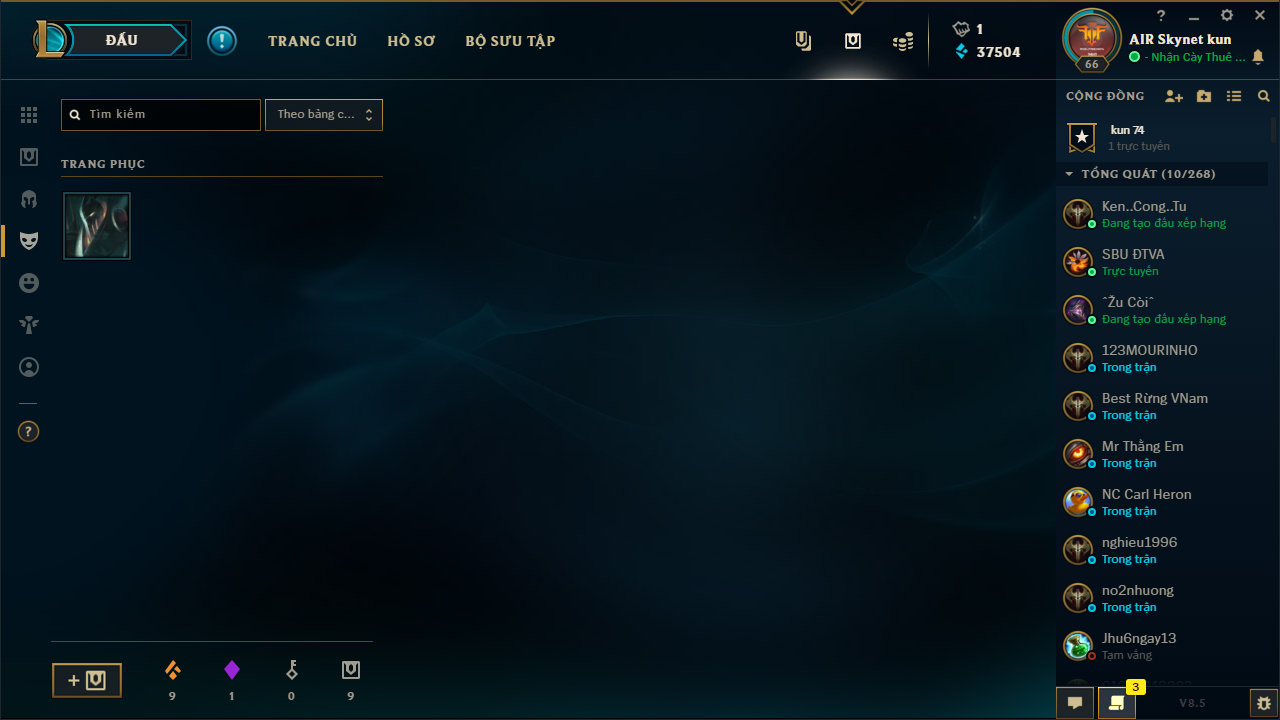 ĐẤU
TRANG CHỦ
HỒ SƠ
BỘ SƯU TẬP
1
37504
66
AIR Skynet kun
- Nhận Cày Thuê ...
CỘNG ĐỒNG
kun 74
1 trực tuyến
TỔNG QUÁT (10/268)
Ken..Cong..Tu
Đang tạo đấu xếp hạng
SBU ĐTVA
Trực tuyến
ˆŽu Còiˆ
Đang tạo đấu xếp hạng
123MOURINHO
Trong trận
Best Rừng VNam
Trong trận
Mr Thằng Em
Trong trận
NC Carl Heron
Trong trận
nghieu1996
Trong trận
no2nhuong
Trong trận
Jhu6ngay13
Tạm vắng
Tìm kiếm
Theo bảng c...
TRANG PHỤC
9
1
0
9
3
V8.5